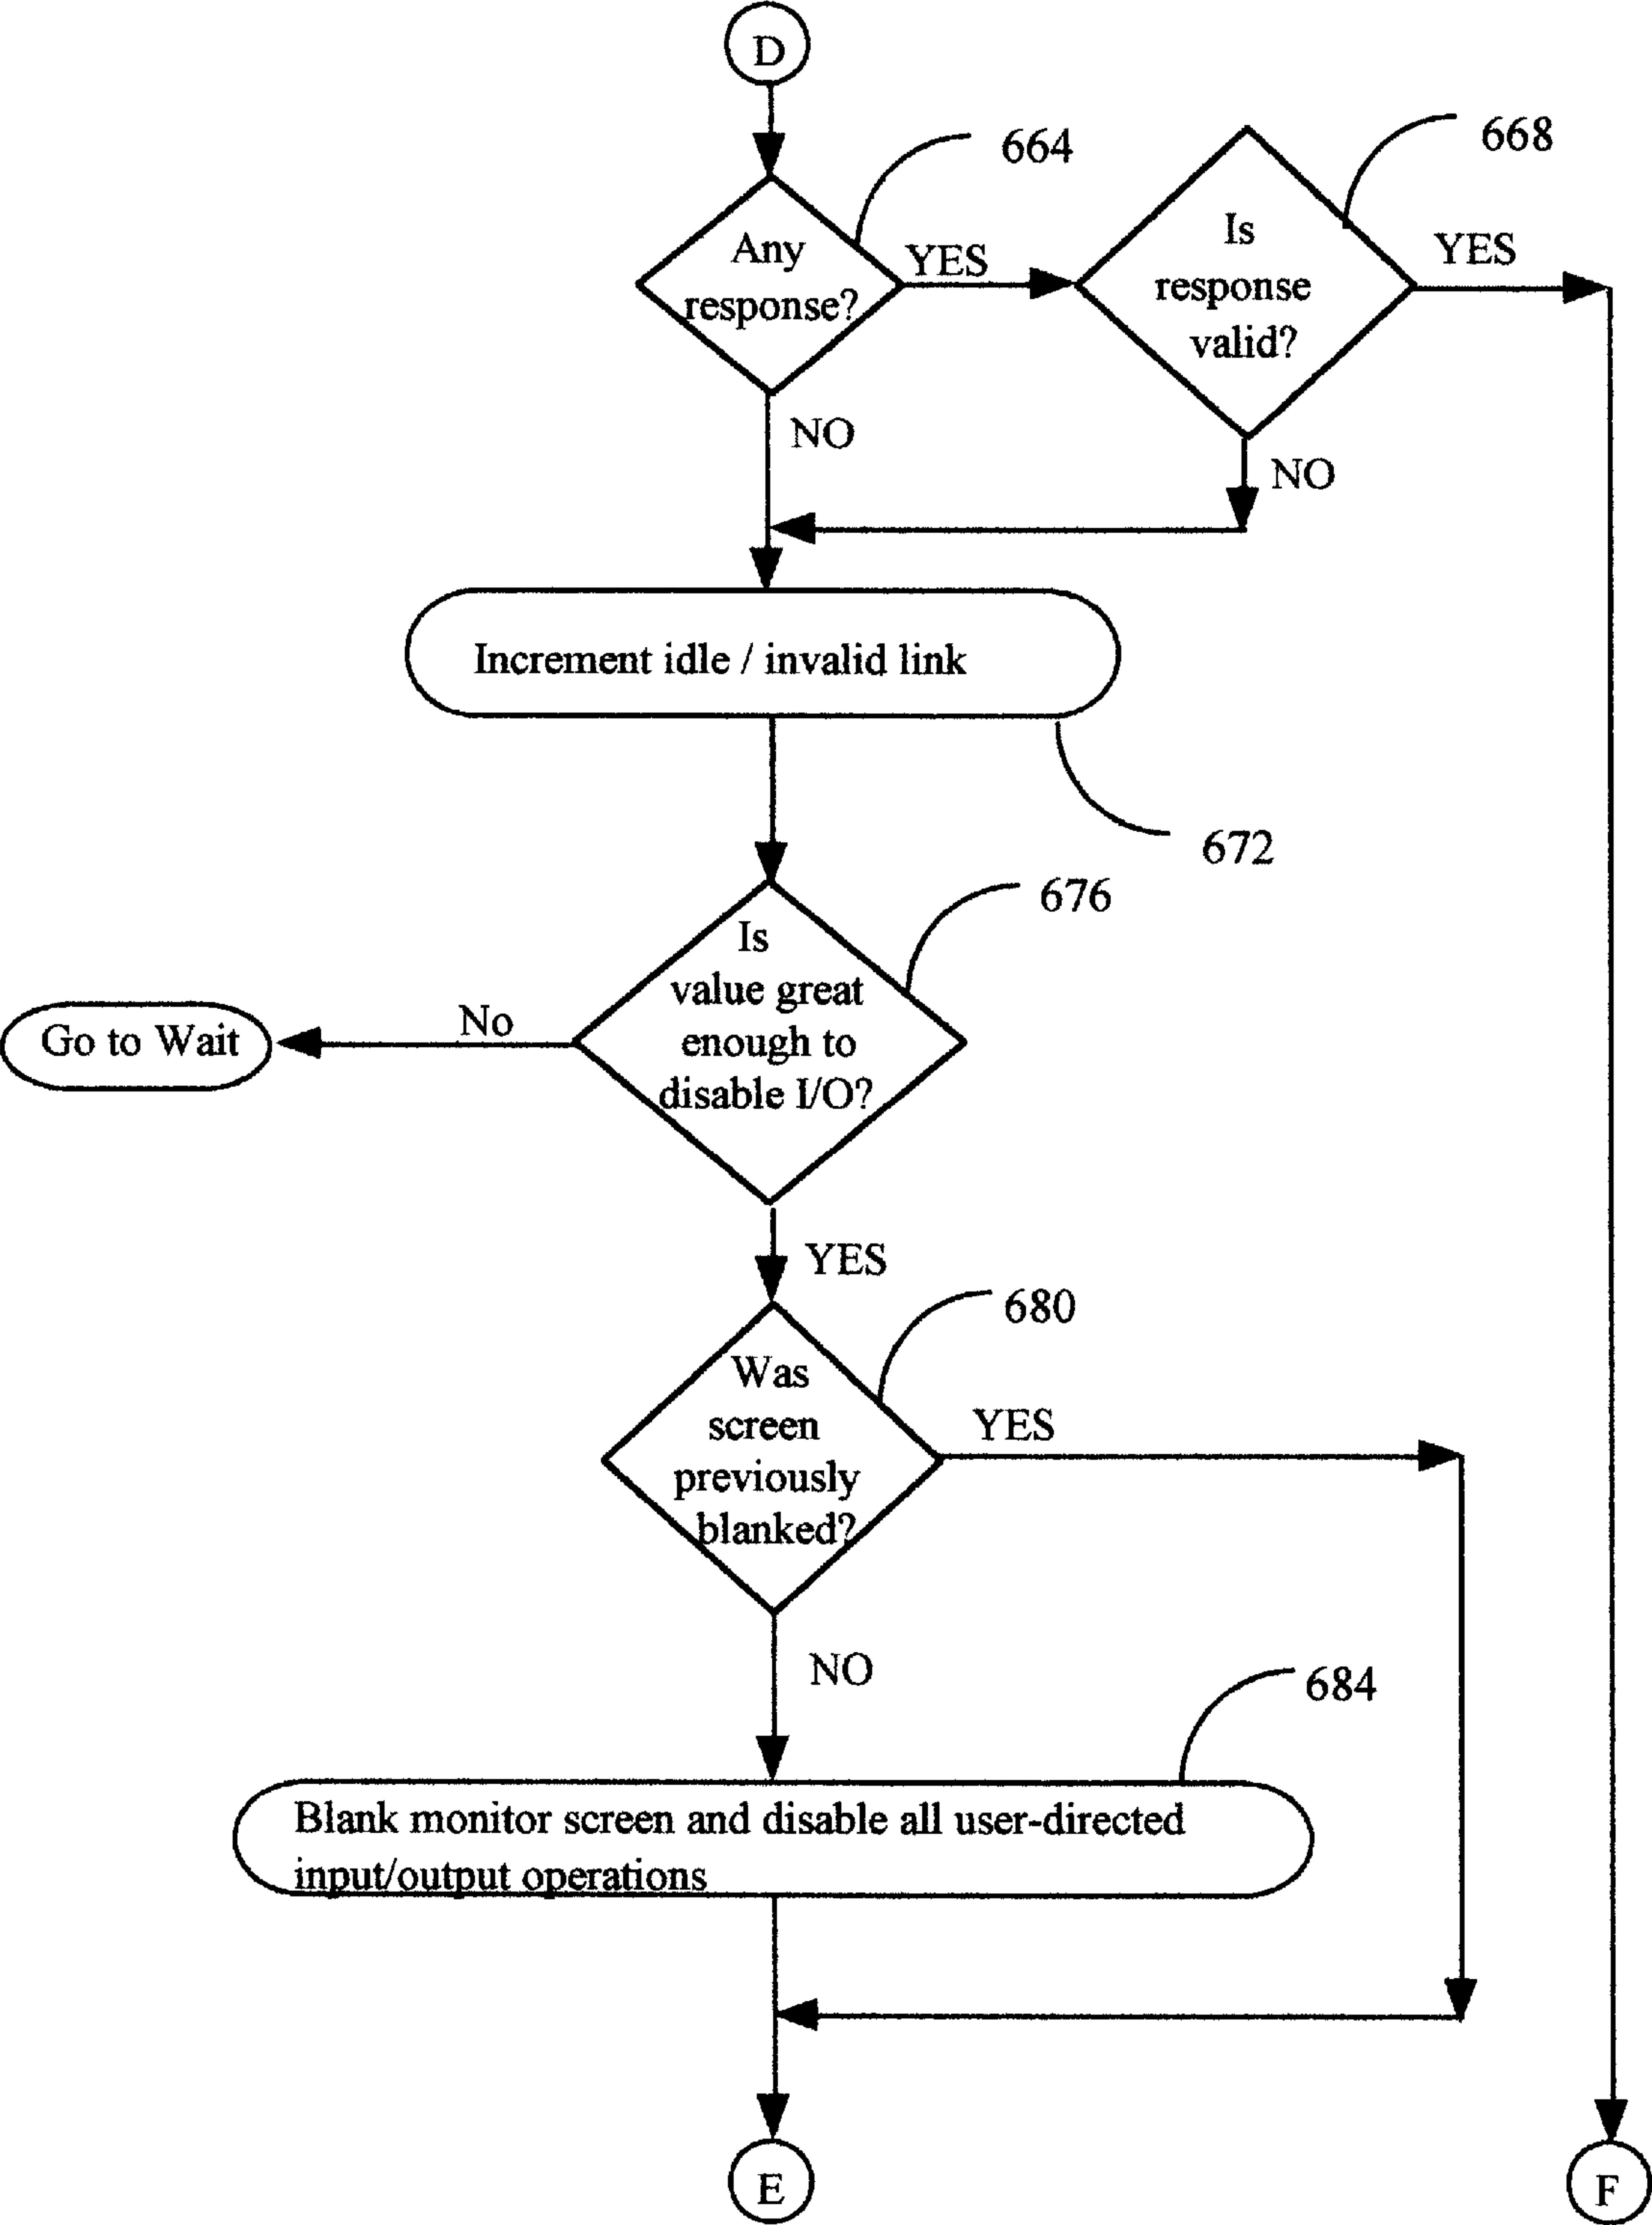 D
664
668
Any
response?
YES
Is
response
valid?
YES
NO
NO
Increment idle / invalid link
672
676
Is
value great
enough to
disable I/O?
No
Go to Wait
YES
680
Was
screen
previously
blanked?
YES
NO
684
Blank monitor screen and disable all user-directed
input/output operations
E
F